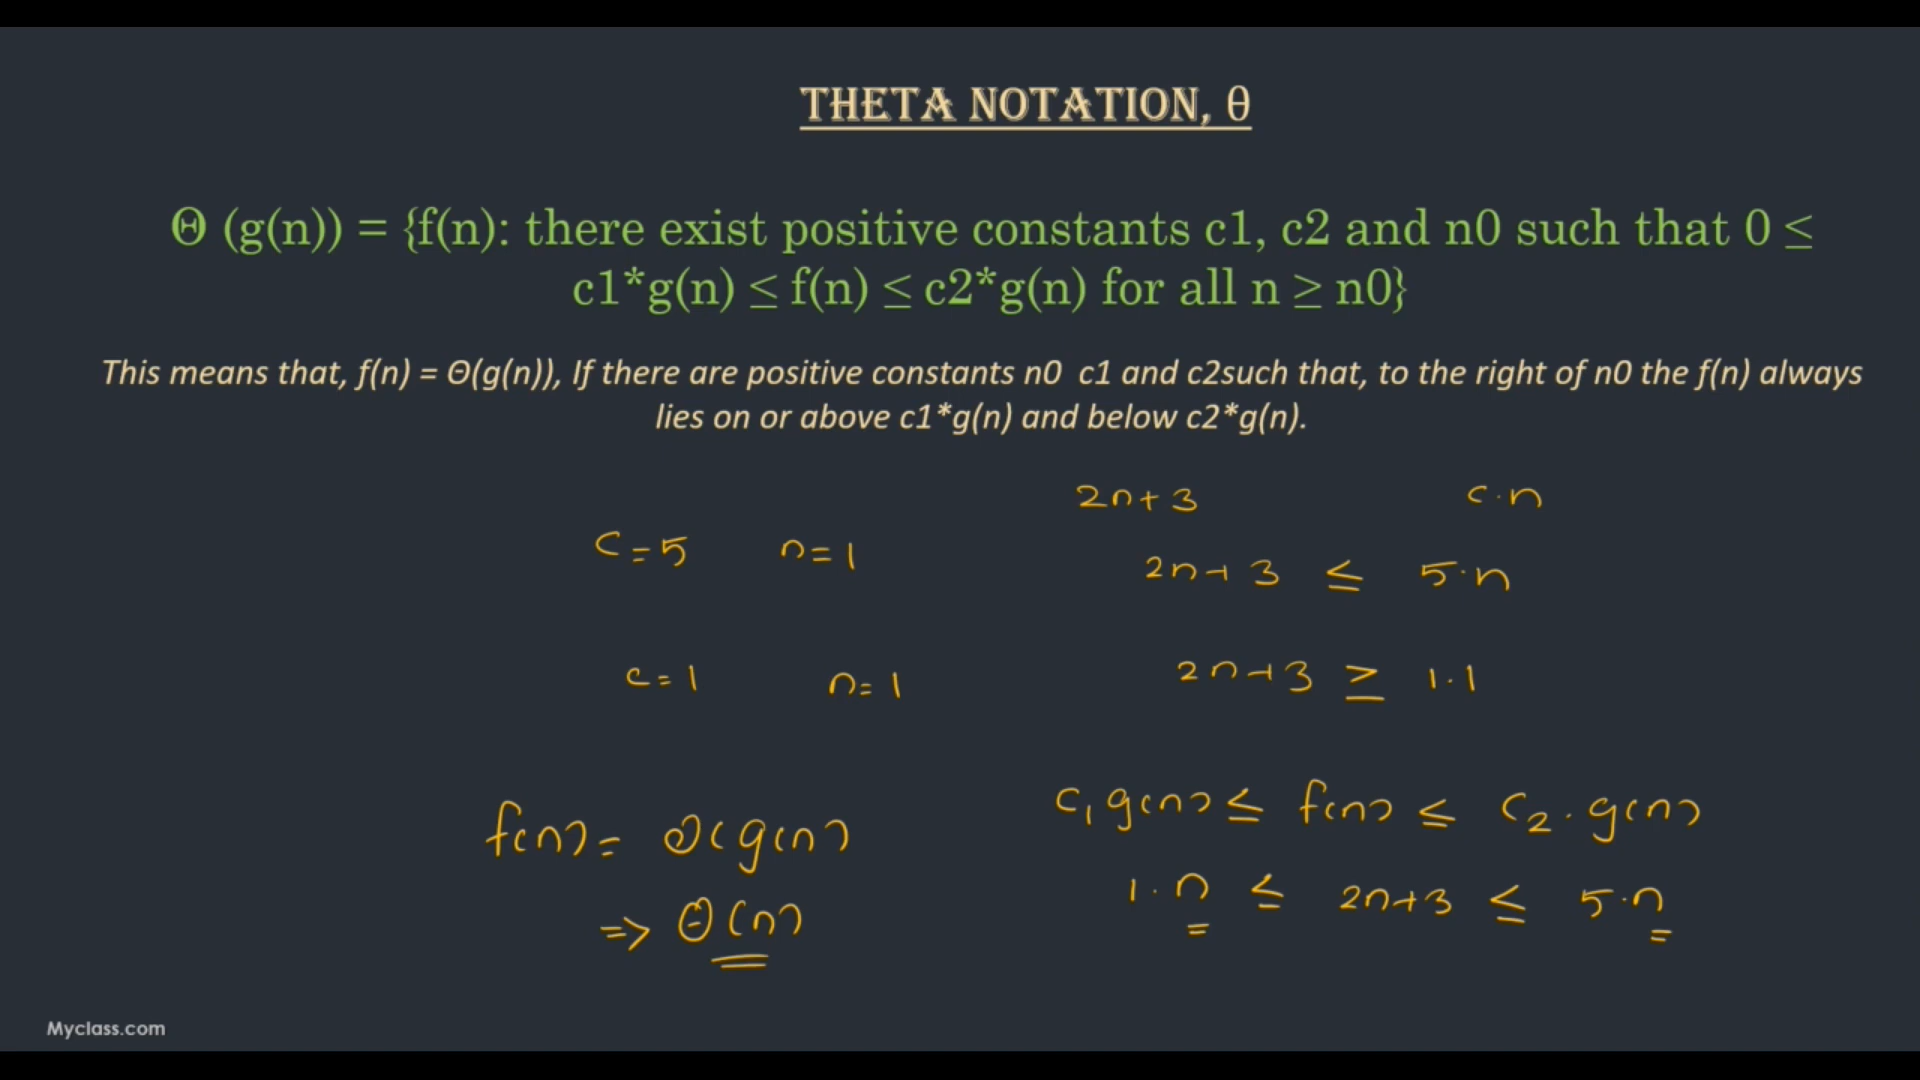 THETA NOTATION, θ
Θ (g(n)) = {f(n): there exist positive constants c1, c2 and n0 such that 0 ≤
c1*g(n) ≤ f(n) ≤ c2*g(n) for all n ≥ n0}
This means that, f(n) = Θ(g(n)), If there are positive constants n0 c1 and c2such that, to the right of n0 the f(n) always
lies on or above c1*g(n) and below c2*g(n).
2n+3 c·n
c=5 n=1 2n+3 ≤ 5·n
c=1 n=1 2n+3 ≥ 1·1
f(n)= Θ(g(n) c₁g(n) ≤ f(n) ≤ c₂·g(n)
=> Θ(n) 1·n ≤ 2n+3 ≤ 5·n
Myclass.com